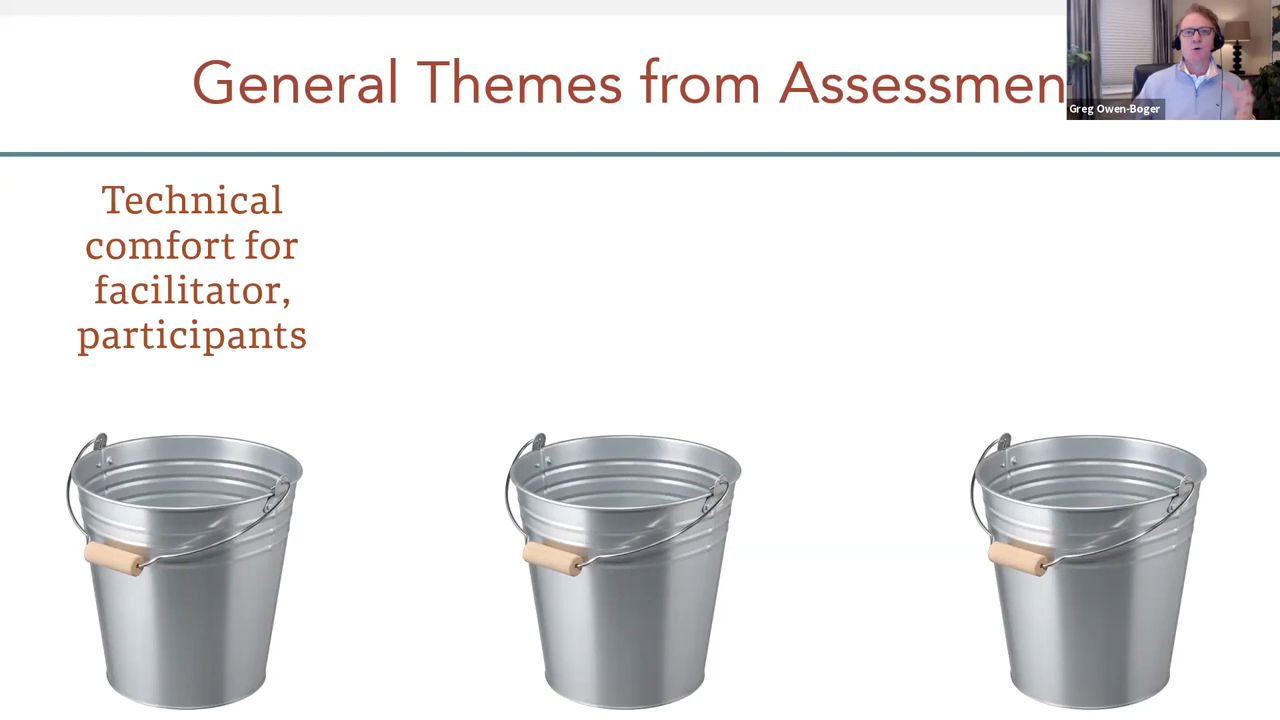 General Themes from Assessmen
Greg Owen-Boger
Technical
comfort for
facilitator,
participants